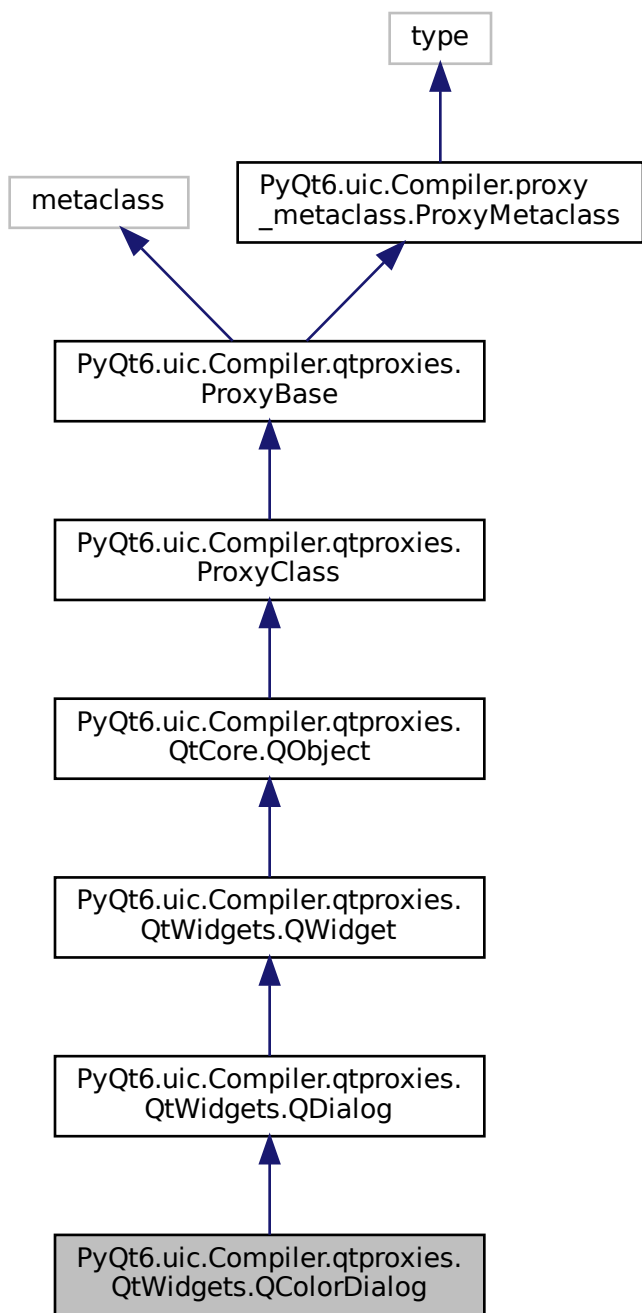 type
PyQt6.uic.Compiler.proxy
_metaclass.ProxyMetaclass
metaclass
PyQt6.uic.Compiler.qtproxies.
ProxyBase
PyQt6.uic.Compiler.qtproxies.
ProxyClass
PyQt6.uic.Compiler.qtproxies.
QtCore.QObject
PyQt6.uic.Compiler.qtproxies.
QtWidgets.QWidget
PyQt6.uic.Compiler.qtproxies.
QtWidgets.QDialog
PyQt6.uic.Compiler.qtproxies.
QtWidgets.QColorDialog